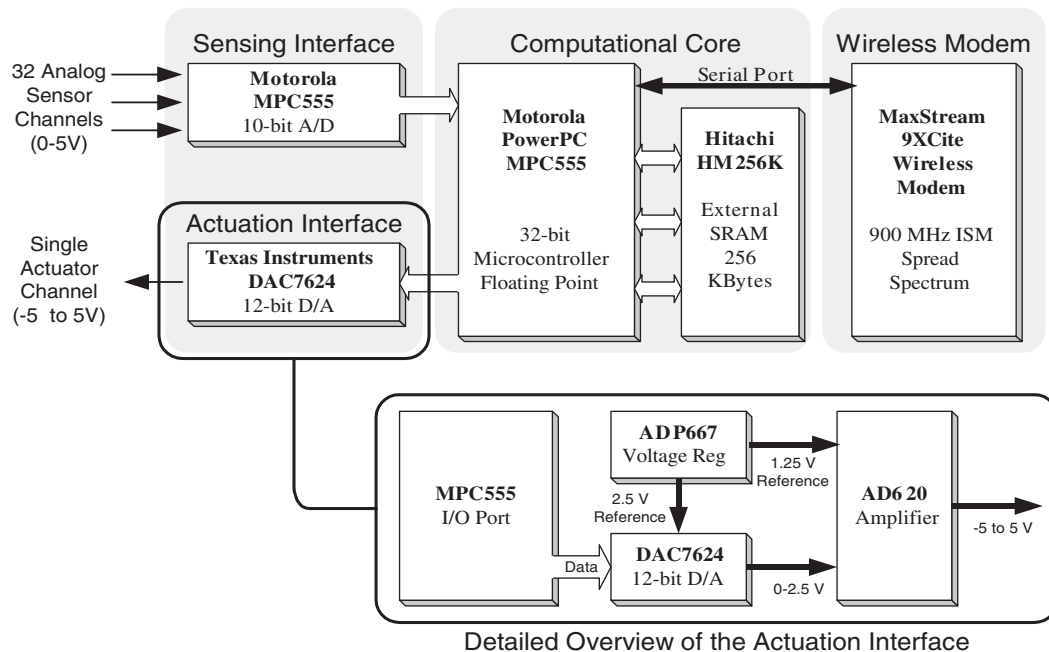 Sensing Interface
Computational Core
Wireless Modem
32 Analog
Sensor
Channels
(0-5V)
Motorola
MPC555
10-bit A/D
Motorola
PowerPC
MPC555
32-bit
Microcontroller
Floating Point
Serial Port
Hitachi
HM256K
External
SRAM
256
KBytes
MaxStream
9XCite
Wireless
Modem
900 MHz ISM
Spread
Spectrum
Actuation Interface
Single
Actuator
Channel
(-5 to 5V)
Texas Instruments
DAC7624
12-bit D/A
MPC555
I/O Port
Data
ADP667
Voltage Reg
2.5 V
Reference
1.25 V
Reference
DAC7624
12-bit D/A
0-2.5 V
AD620
Amplifier
-5 to 5 V
Detailed Overview of the Actuation Interface